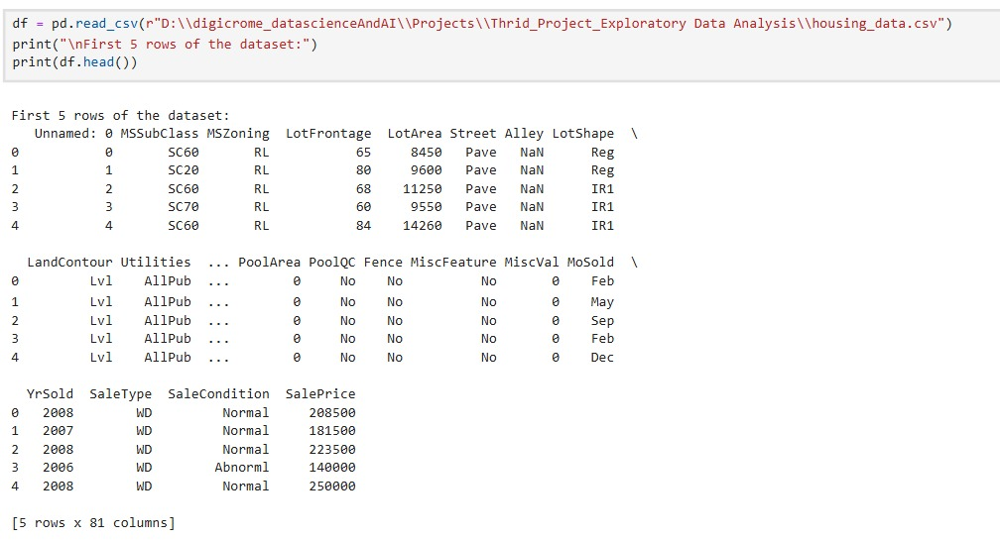 df = pd.read_csv(r"D:\\digicrome_datascienceAndAI\\Projects\\Thrid_Project_Exploratory Data Analysis\\housing_data.csv")
print("\nFirst 5 rows of the dataset:")
print(df.head())
First 5 rows of the dataset:
   Unnamed: 0 MSSubClass MSZoning  LotFrontage  LotArea Street Alley LotShape  \
0           0       SC60       RL           65     8450   Pave   NaN      Reg
1           1       SC20       RL           80     9600   Pave   NaN      Reg
2           2       SC60       RL           68    11250   Pave   NaN      IR1
3           3       SC70       RL           60     9550   Pave   NaN      IR1
4           4       SC60       RL           84    14260   Pave   NaN      IR1
  LandContour Utilities  ... PoolArea PoolQC Fence MiscFeature MiscVal MoSold  \
0         Lvl    AllPub  ...        0     No    No          No       0    Feb
1         Lvl    AllPub  ...        0     No    No          No       0    May
2         Lvl    AllPub  ...        0     No    No          No       0    Sep
3         Lvl    AllPub  ...        0     No    No          No       0    Feb
4         Lvl    AllPub  ...        0     No    No          No       0    Dec
  YrSold  SaleType  SaleCondition  SalePrice
0   2008        WD         Normal     208500
1   2007        WD         Normal     181500
2   2008        WD         Normal     223500
3   2006        WD        Abnorml     140000
4   2008        WD         Normal     250000
[5 rows x 81 columns]